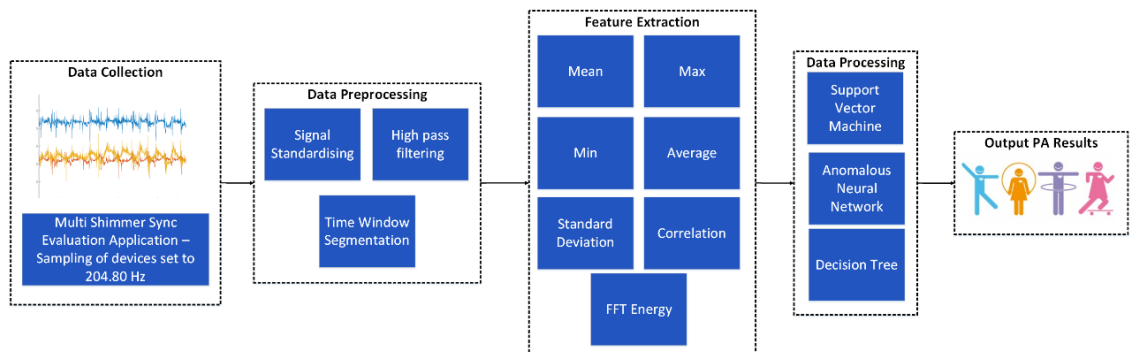 Data Collection
Multi Shimmer Sync
Evaluation Application –
Sampling of devices set to
204.80 Hz
Data Preprocessing
Signal
Standardising
High pass
filtering
Time Window
Segmentation
Feature Extraction
Mean
Max
Min
Average
Standard
Deviation
Correlation
FFT Energy
Data Processing
Support
Vector
Machine
Anomalous
Neural
Network
Decision Tree
Output PA Results